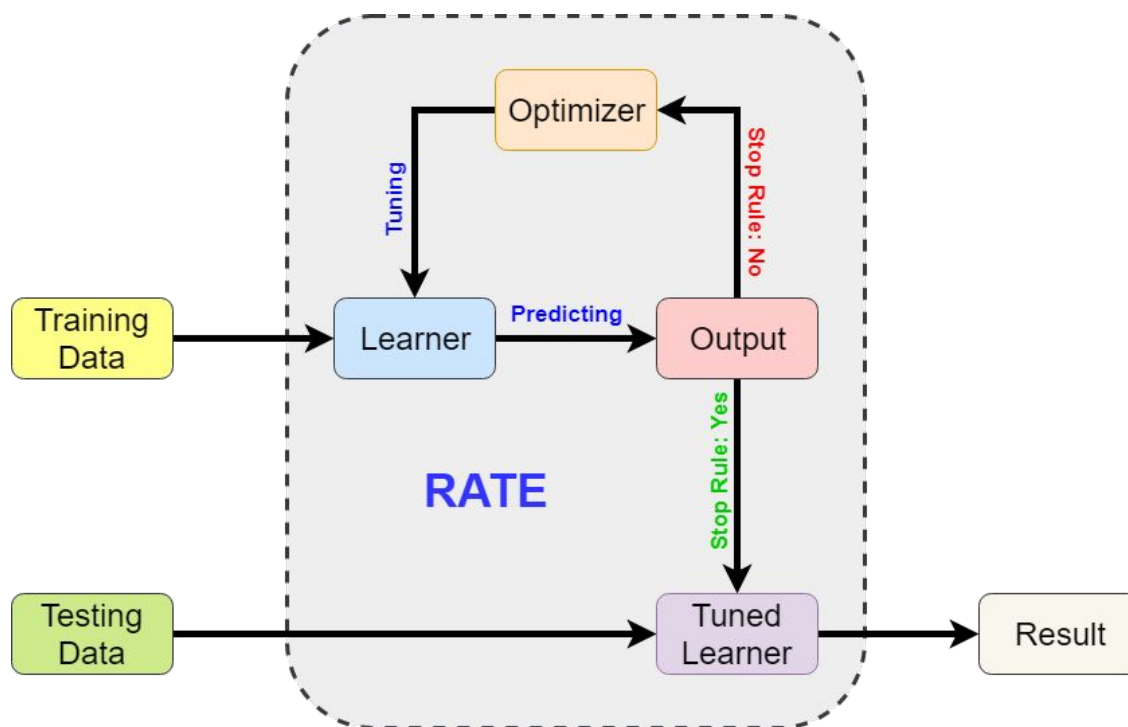 Optimizer
Tuning
Stop Rule: No
Training
Data
Learner
Predicting
Output
RATE
Stop Rule: Yes
Testing
Data
Tuned
Learner
Result